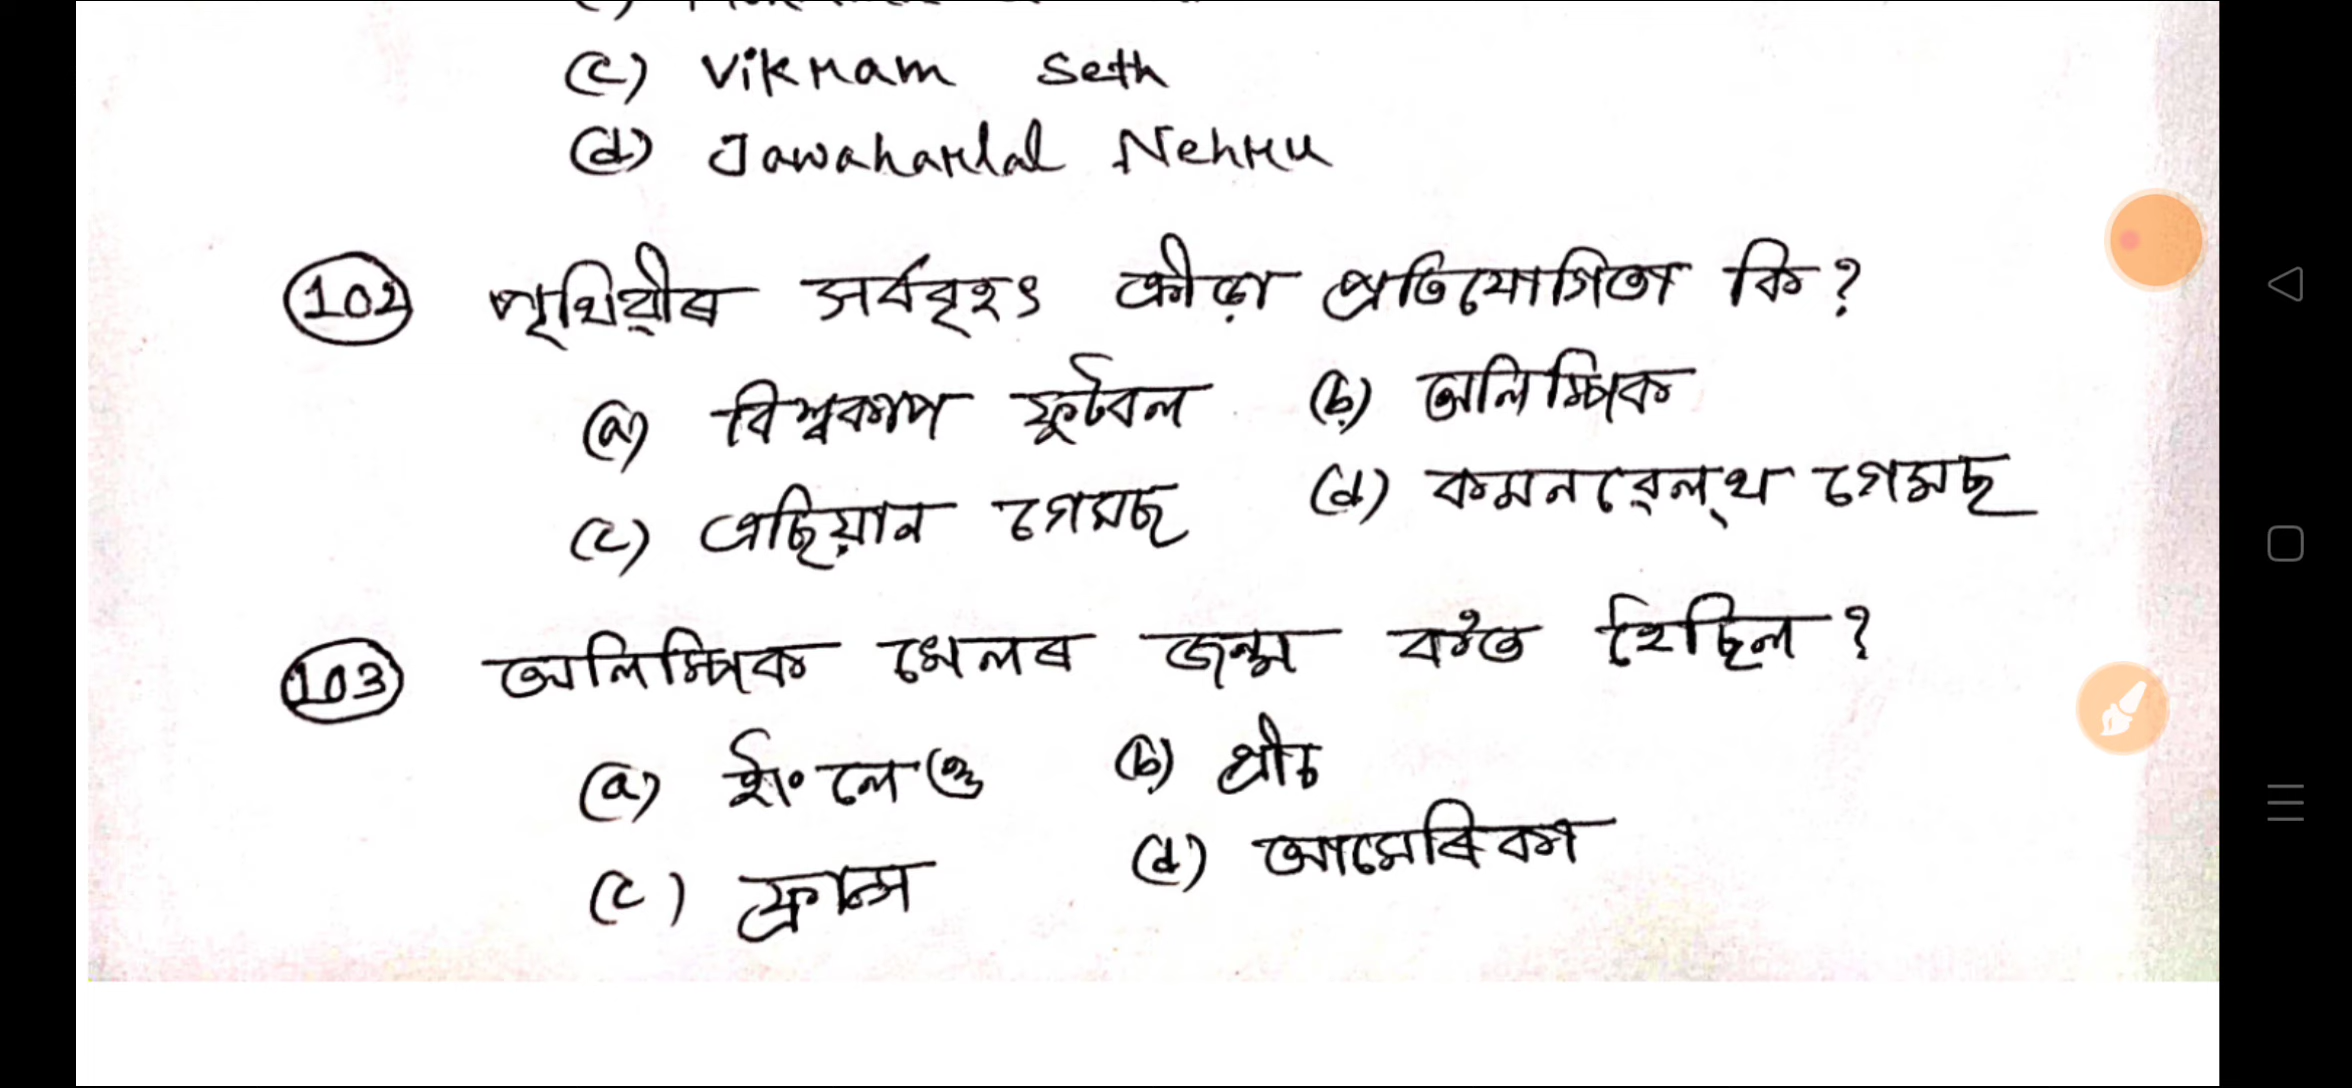 (c) Vikram Seth
(d) Jawaharlal Nehru
102 পৃথিৱীৰ সৰ্ববৃহৎ ক্ৰীড়া প্ৰতিযোগিতা কি?
(a) বিশ্বকাপ ফুটবল (b) অলিম্পিক
(c) এছিয়ান গেমছ (d) কমনৱেল্থ গেমছ
103 অলিম্পিক খেলৰ জন্ম ক'ত হৈছিল?
(a) ইংলেণ্ড (b) গ্ৰীচ
(c) ফ্ৰান্স (d) আমেৰিকা